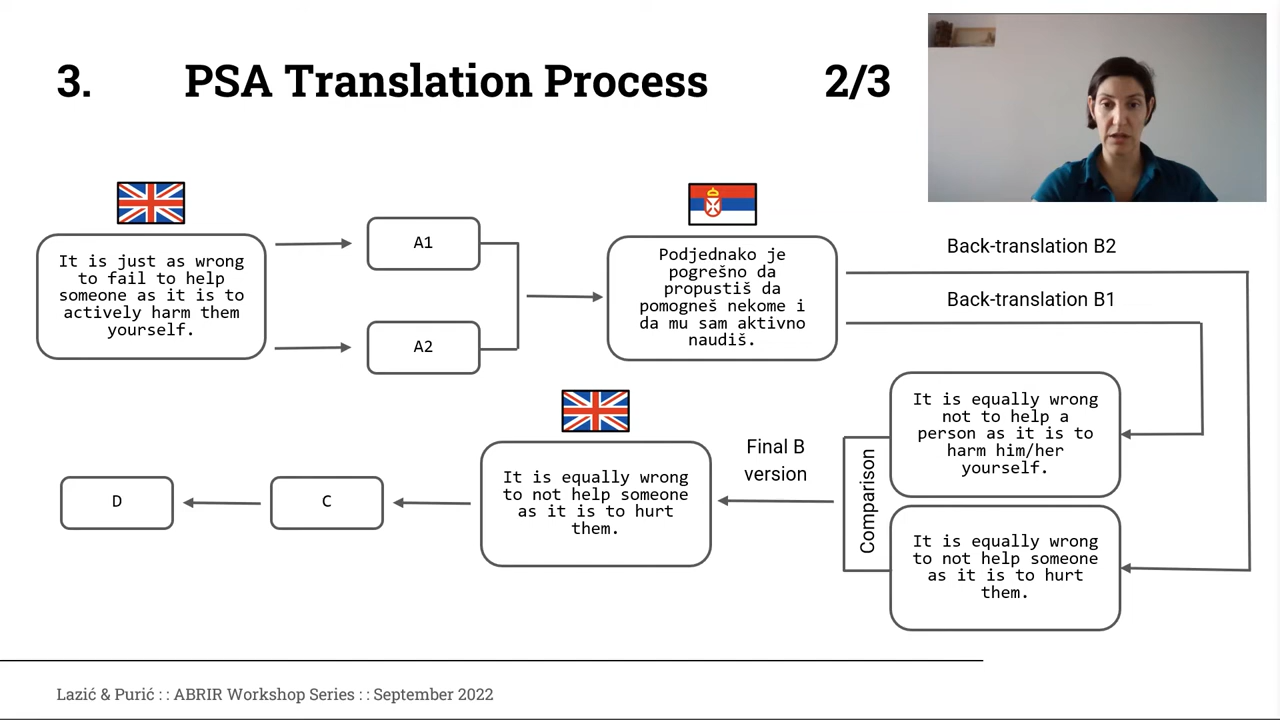 3. PSA Translation Process 2/3
It is just as wrong
to fail to help
someone as it is to
actively harm them
yourself.
A1
A2
Podjednako je
pogrešno da
propustiš da
pomogneš nekome i
da mu sam aktivno
naudiš.
Back-translation B2
Back-translation B1
It is equally wrong
not to help a
person as it is to
harm him/her
yourself.
It is equally wrong
to not help someone
as it is to hurt
them.
Comparison
Final B
version
It is equally wrong
to not help someone
as it is to hurt
them.
C
D
Lazić & Purić : : ABRIR Workshop Series : : September 2022